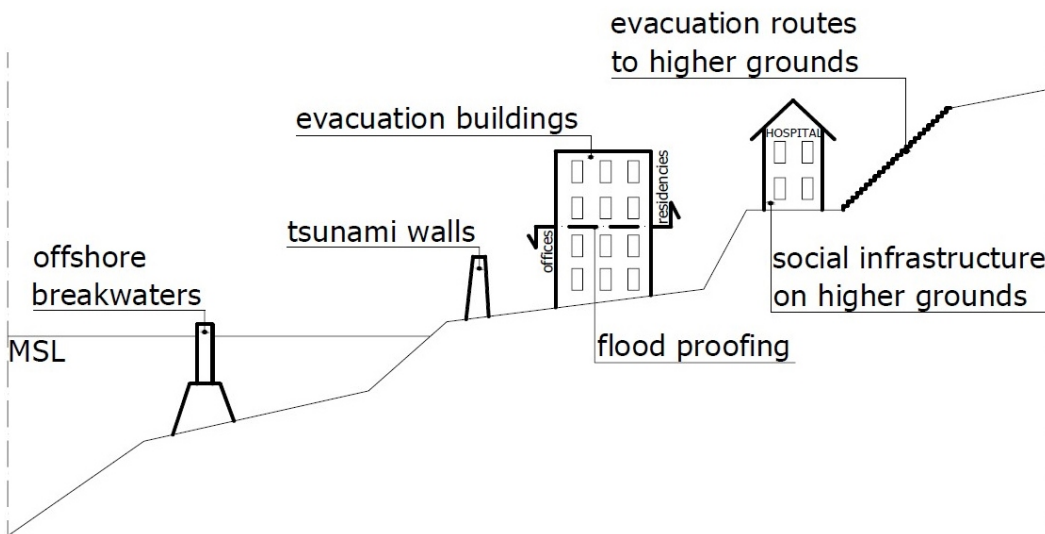 evacuation routes
to higher grounds
evacuation buildings
HOSPITAL
residencies
tsunami walls
offices
offshore
breakwaters
social infrastructure
on higher grounds
MSL
flood proofing